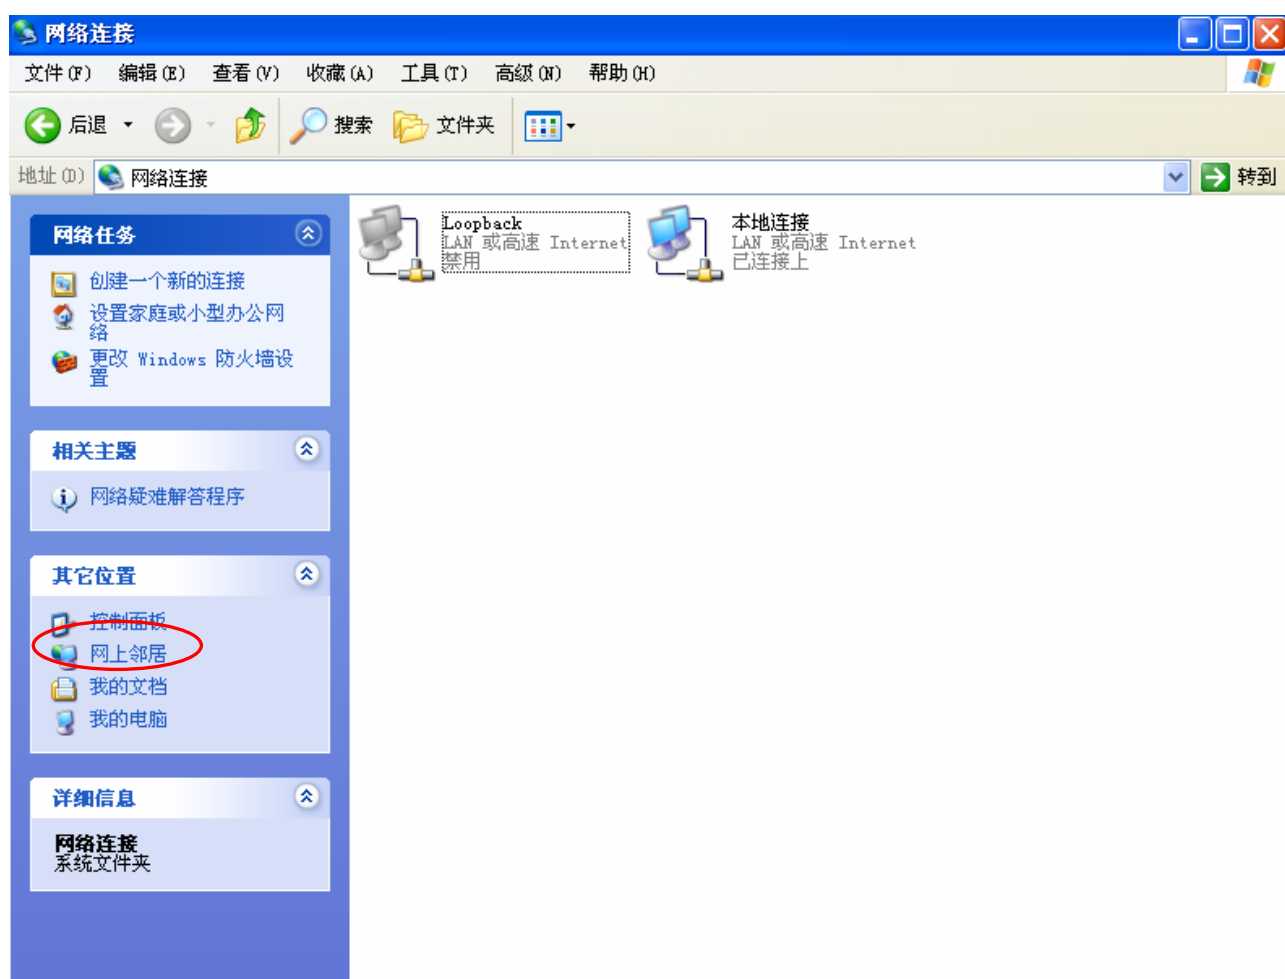 网络连接
文件(F) 编辑(E) 查看(V) 收藏(A) 工具(T) 高级(N) 帮助(H)
后退 搜索 文件夹
地址(D) 网络连接 转到
网络任务
创建一个新的连接
设置家庭或小型办公网
络
更改 Windows 防火墙设
置
相关主题
网络疑难解答程序
其它位置
控制面板
网上邻居
我的文档
我的电脑
详细信息
网络连接
系统文件夹
Loopback
LAN 或高速 Internet
禁用
本地连接
LAN 或高速 Internet
已连接上